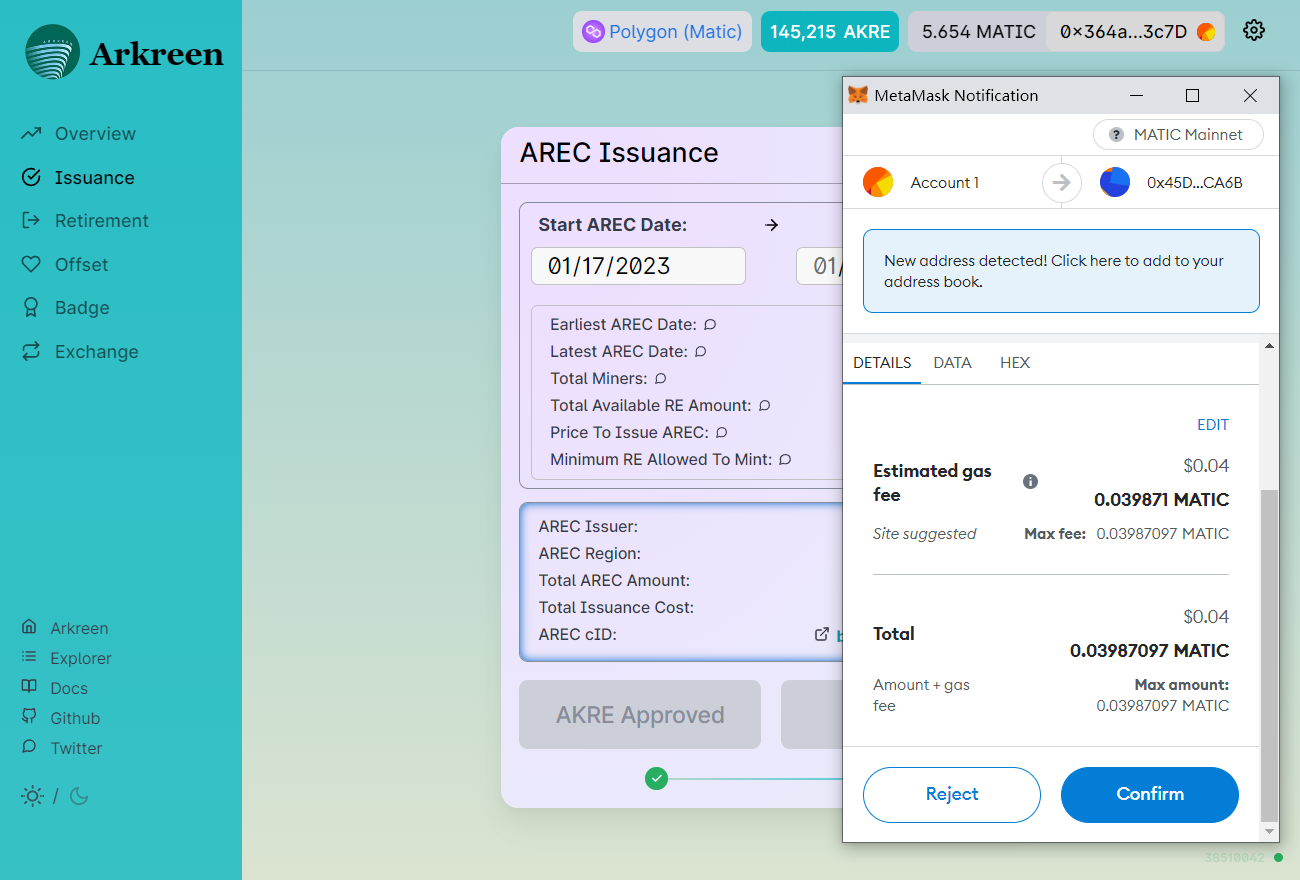 Arkreen
Polygon (Matic)
145,215 AKRE
5.654 MATIC
0×364a...3c7D
Overview
Issuance
Retirement
Offset
Badge
Exchange
Arkreen
Explorer
Docs
Github
Twitter
/
AREC Issuance
Start AREC Date:
01/17/2023
01/
Earliest AREC Date:
Latest AREC Date:
Total Miners:
Total Available RE Amount:
Price To Issue AREC:
Minimum RE Allowed To Mint:
AREC Issuer:
AREC Region:
Total AREC Amount:
Total Issuance Cost:
AREC cID:
AKRE Approved
MetaMask Notification
MATIC Mainnet
Account 1
0x45D...CA6B
New address detected! Click here to add to your
address book.
DETAILS
DATA
HEX
EDIT
Estimated gas
fee
$0.04
0.039871 MATIC
Site suggested
Max fee: 0.03987097 MATIC
Total
$0.04
0.03987097 MATIC
Amount + gas
fee
Max amount:
0.03987097 MATIC
Reject
Confirm
38510042